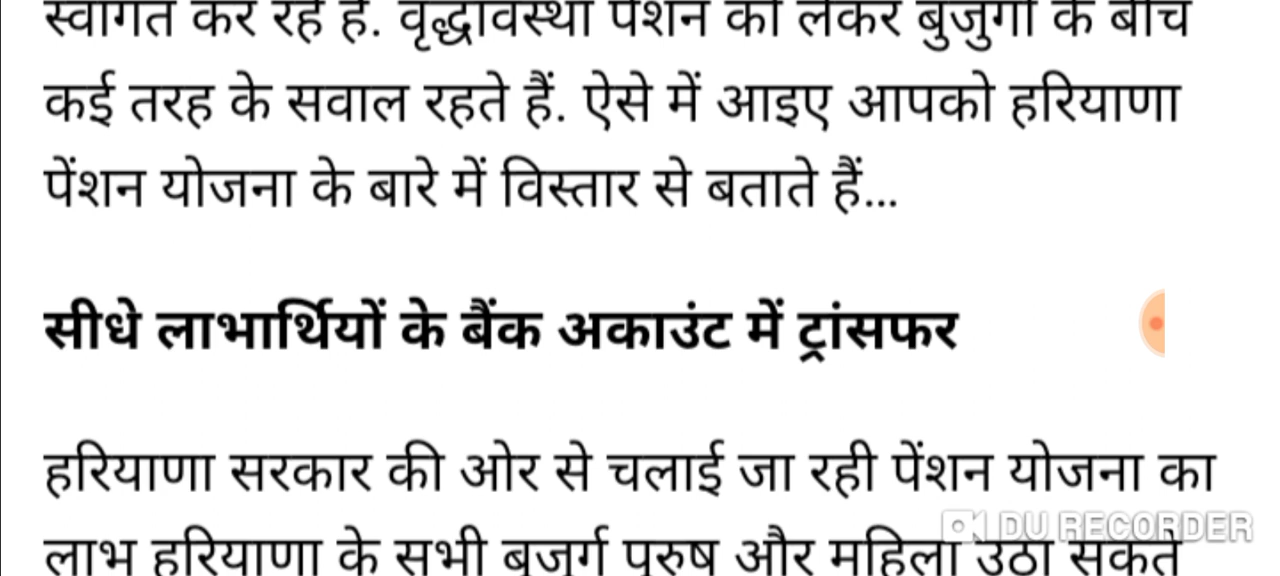 स्वागत कर रहे हैं. वृद्धावस्था पेंशन को लेकर बुजुर्गों के बीच
कई तरह के सवाल रहते हैं. ऐसे में आइए आपको हरियाणा
पेंशन योजना के बारे में विस्तार से बताते हैं...
सीधे लाभार्थियों के बैंक अकाउंट में ट्रांसफर
हरियाणा सरकार की ओर से चलाई जा रही पेंशन योजना का
लाभ हरियाणा के सभी बुजुर्ग पुरुष और महिला उठा सकते
DU RECORDER